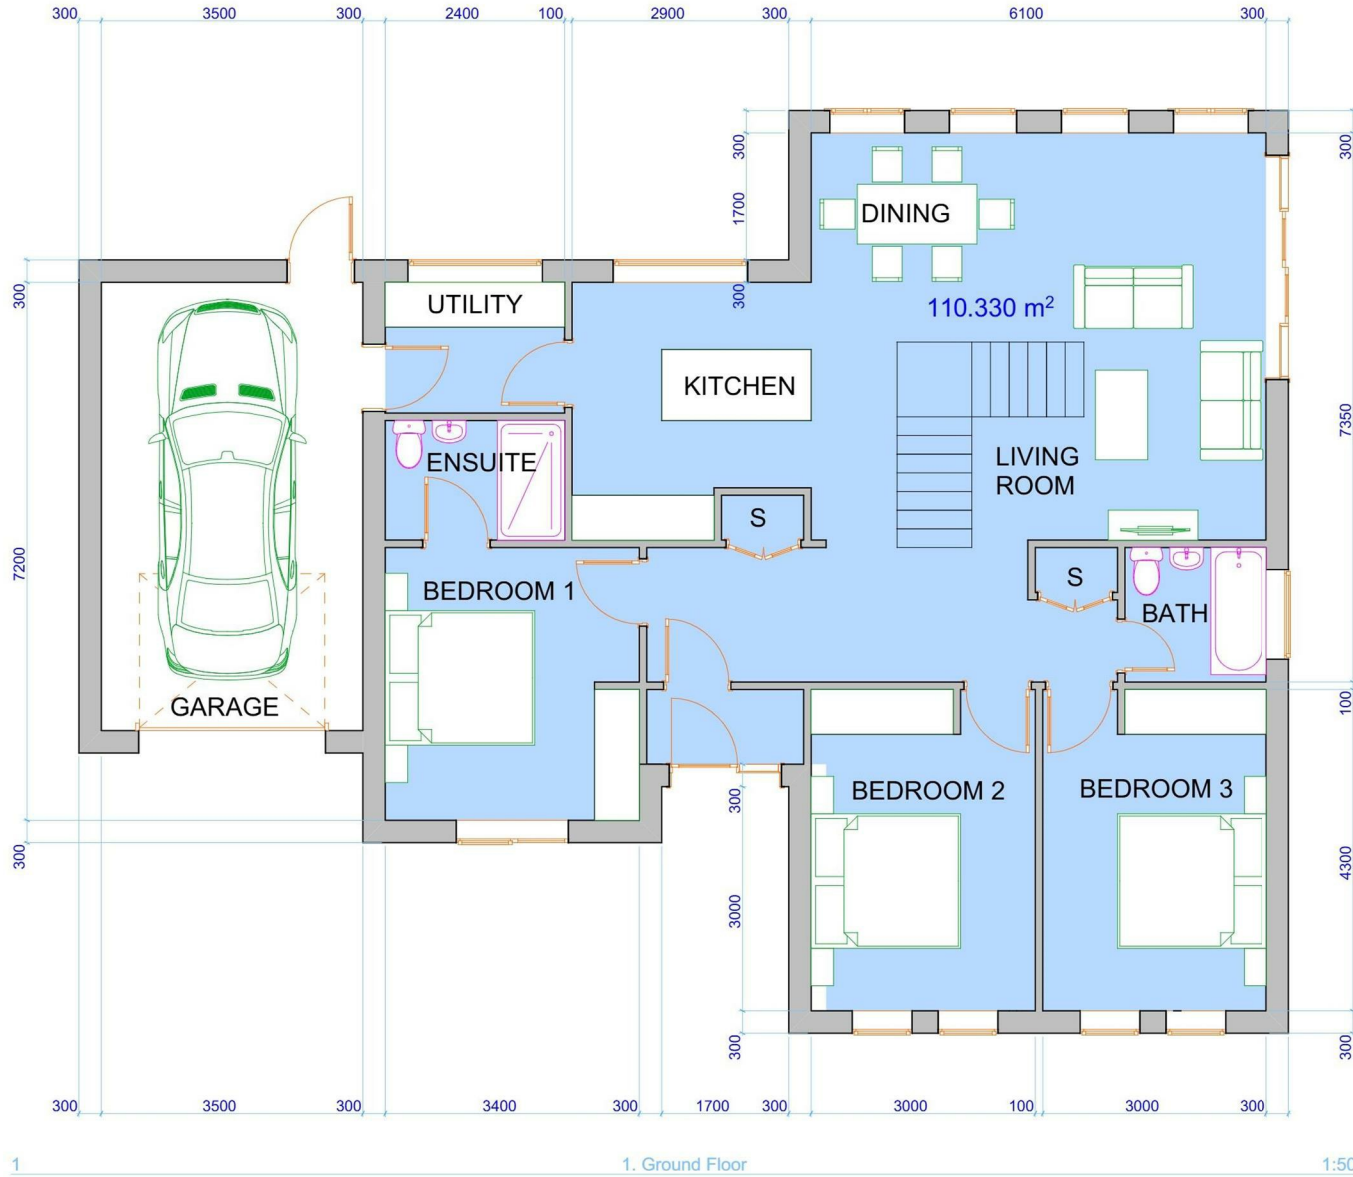 300 3500 300 2400 100 2900 300 6100 300
300
300
1700
DINING
300
300
UTILITY
110.330 m²
KITCHEN
7350
ENSUITE
LIVING
ROOM
S
7200
BEDROOM 1
S
BATH
GARAGE
100
BEDROOM 2
BEDROOM 3
300
300
4300
3000
300
300
300 3500 300 3400 300 1700 300 3000 100 3000 300
1 1. Ground Floor 1:50